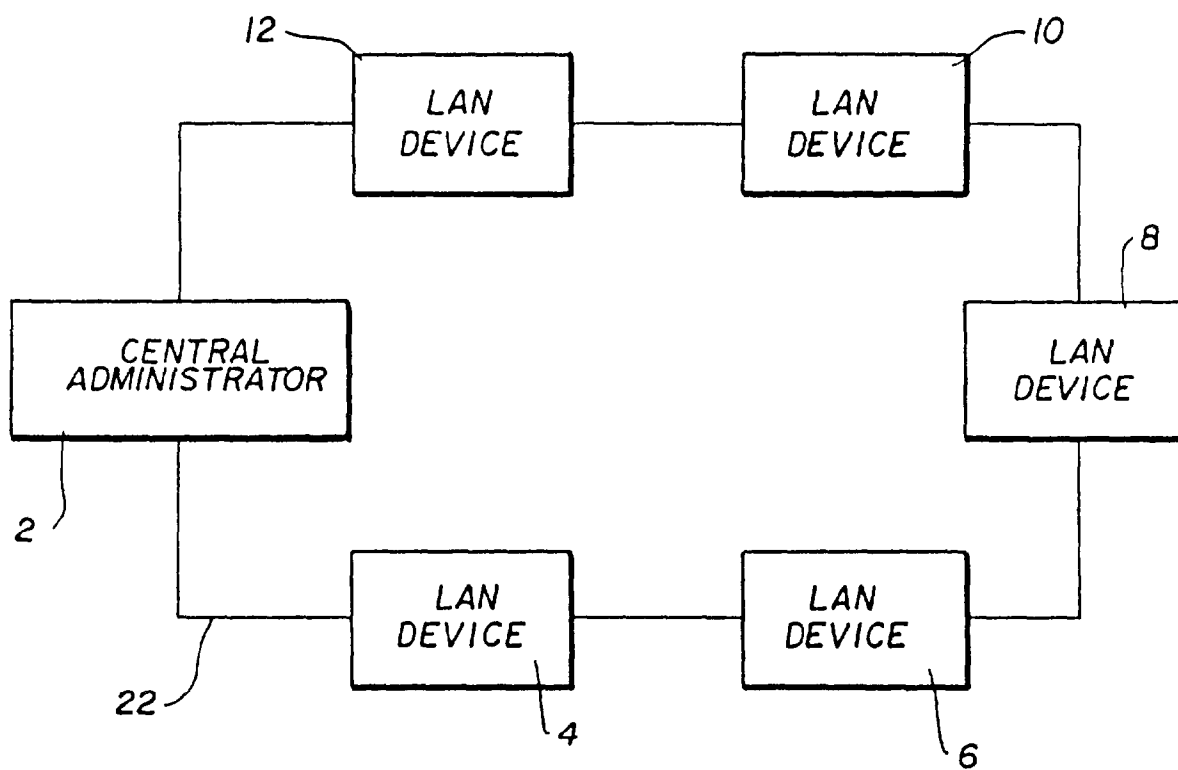 12
10
LAN
DEVICE
LAN
DEVICE
8
CENTRAL
ADMINISTRATOR
LAN
DEVICE
2
LAN
DEVICE
LAN
DEVICE
22
4
6